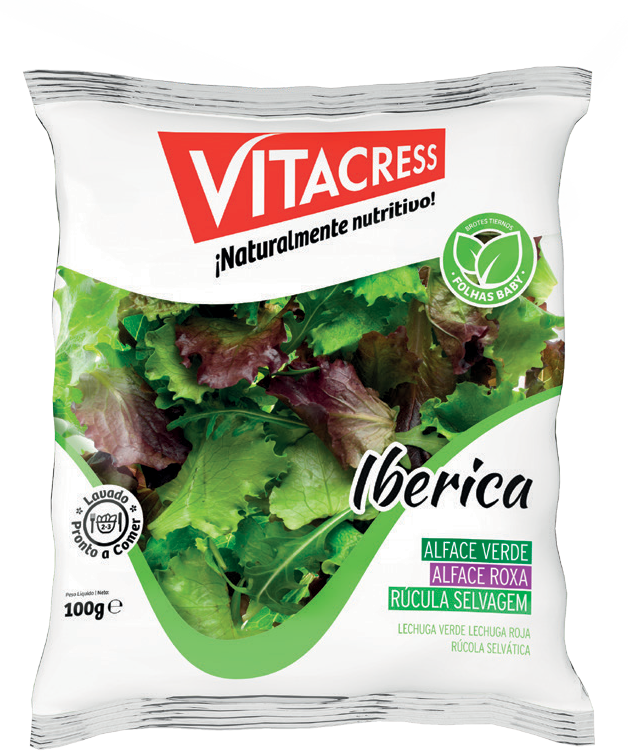 VITACRESS
¡Naturalmente nutritivo!
BROTES TIERNOS
• FOLHAS BABY •
Iberica
Lavado
2-3
Pronto a Comer
ALFACE VERDE
ALFACE ROXA
RÚCULA SELVAGEM
Peso Líquido | Neto:
100g ℮
LECHUGA VERDE LECHUGA ROJA
RÚCOLA SELVÁTICA